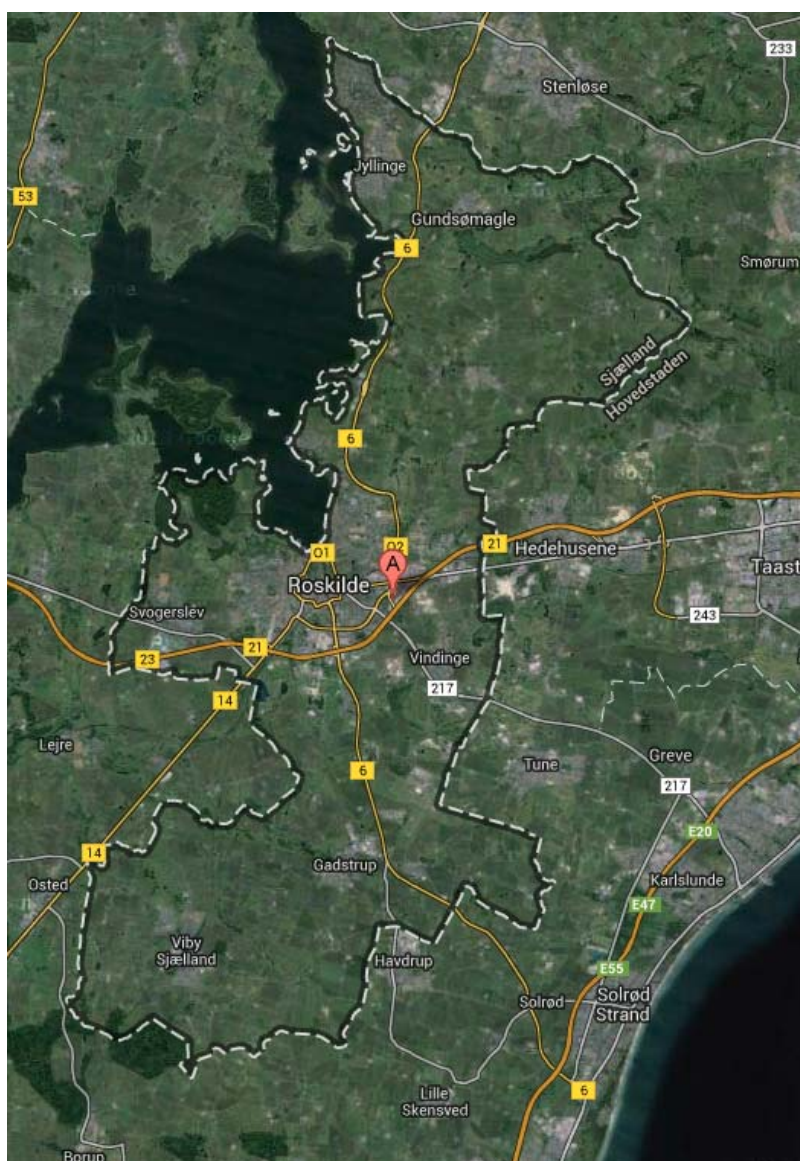 233
Stenløse
53
Jyllinge
Gundsømagle
6
Smørum
Sjælland
Hovedstaden
6
O1
O2
21
Hedehusene
A
Roskilde
Taast
Svogerslev
243
23
21
Vindinge
14
217
Lejre
Tune
Greve
6
217
14
E20
Gadstrup
Osted
Karlslunde
E47
Viby
Sjælland
Havdrup
E55
Solrød
Solrød
Strand
6
Lille
Skensved
Borup